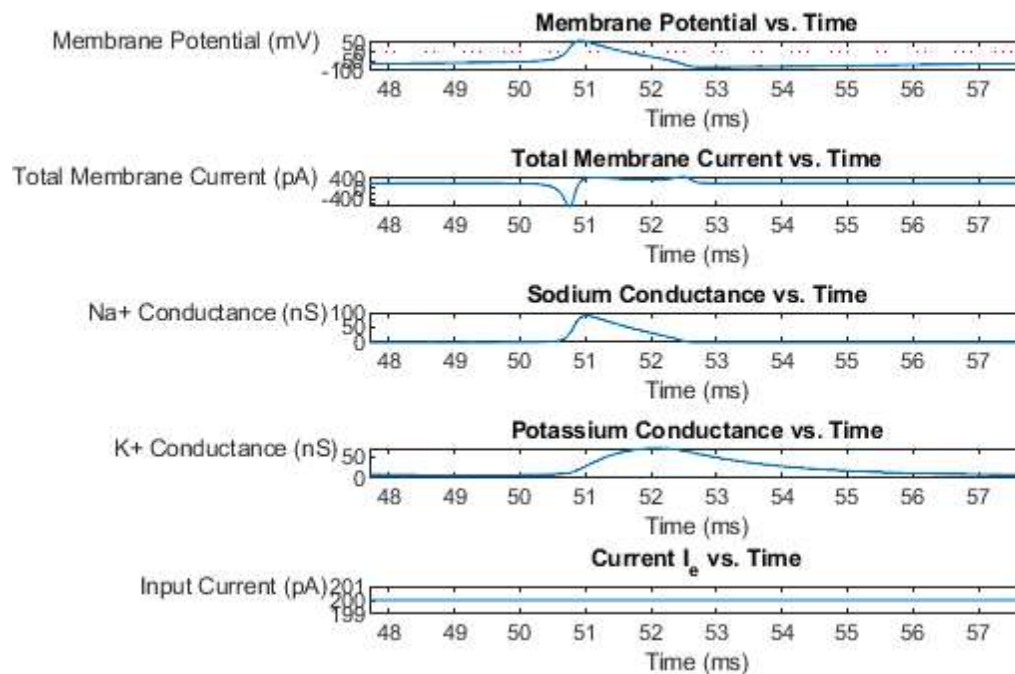 Membrane Potential vs. Time
Membrane Potential (mV)
50
-100
48 49 50 51 52 53 54 55 56 57
Time (ms)
Total Membrane Current vs. Time
Total Membrane Current (pA)
400
0
-400
48 49 50 51 52 53 54 55 56 57
Time (ms)
Sodium Conductance vs. Time
Na+ Conductance (nS)
100
50
0
48 49 50 51 52 53 54 55 56 57
Time (ms)
Potassium Conductance vs. Time
K+ Conductance (nS)
50
0
48 49 50 51 52 53 54 55 56 57
Time (ms)
Current I_e vs. Time
Input Current (pA)
201
200
199
48 49 50 51 52 53 54 55 56 57
Time (ms)